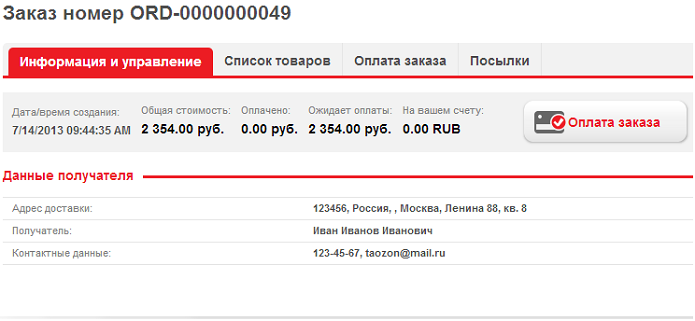 Заказ номер ORD-0000000049
Информация и управление Список товаров Оплата заказа Посылки
Дата/время создания: Общая стоимость: Оплачено: Ожидает оплаты: На вашем счету:
7/14/2013 09:44:35 AM 2 354.00 руб. 0.00 руб. 2 354.00 руб. 0.00 RUB Оплата заказа
Данные получателя
Адрес доставки: 123456, Россия, , Москва, Ленина 88, кв. 8
Получатель: Иван Иванов Иванович
Контактные данные: 123-45-67, taozon@mail.ru